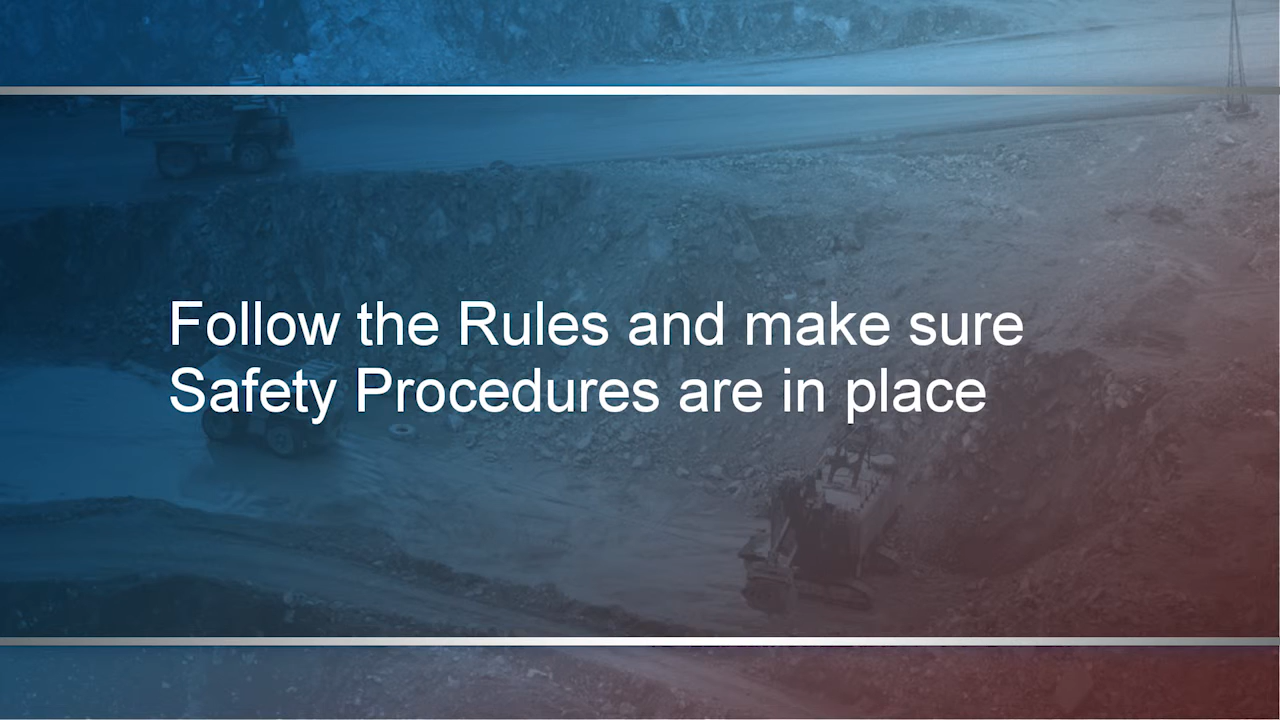 Follow the Rules and make sure
Safety Procedures are in place